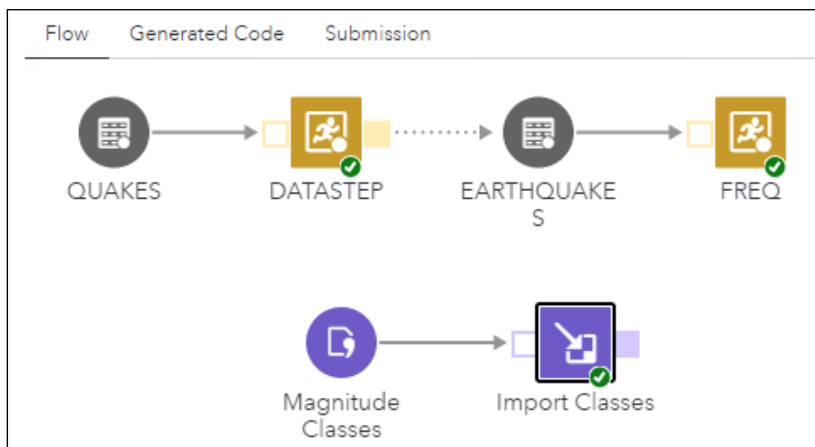 Flow Generated Code Submission
QUAKES DATASTEP EARTHQUAKE FREQ
S
Magnitude Import Classes
Classes